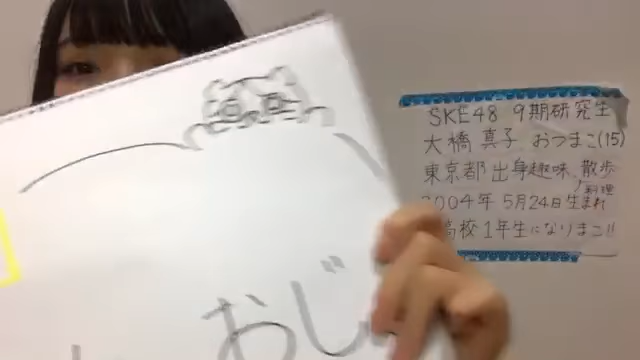 SKE48 9期研究生
大橋真子 おつまこ(15)
東京都出身趣味、散歩
料理
2004年5月24日生まれ
高校1年生になりまこ!!
おじ